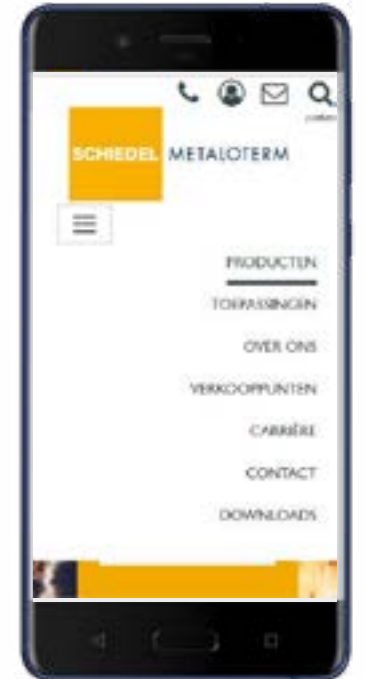 SCHIEDEL METALOTERM
PRODUCTEN
TOEPASSINGEN
OVER ONS
VERKOOPPUNTEN
CARRIÈRE
CONTACT
DOWNLOADS